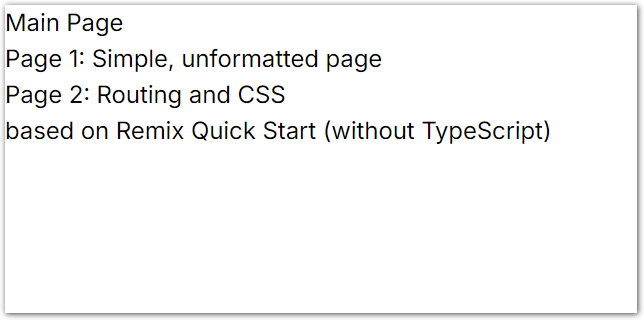 Main Page
Page 1: Simple, unformatted page
Page 2: Routing and CSS
based on Remix Quick Start (without TypeScript)